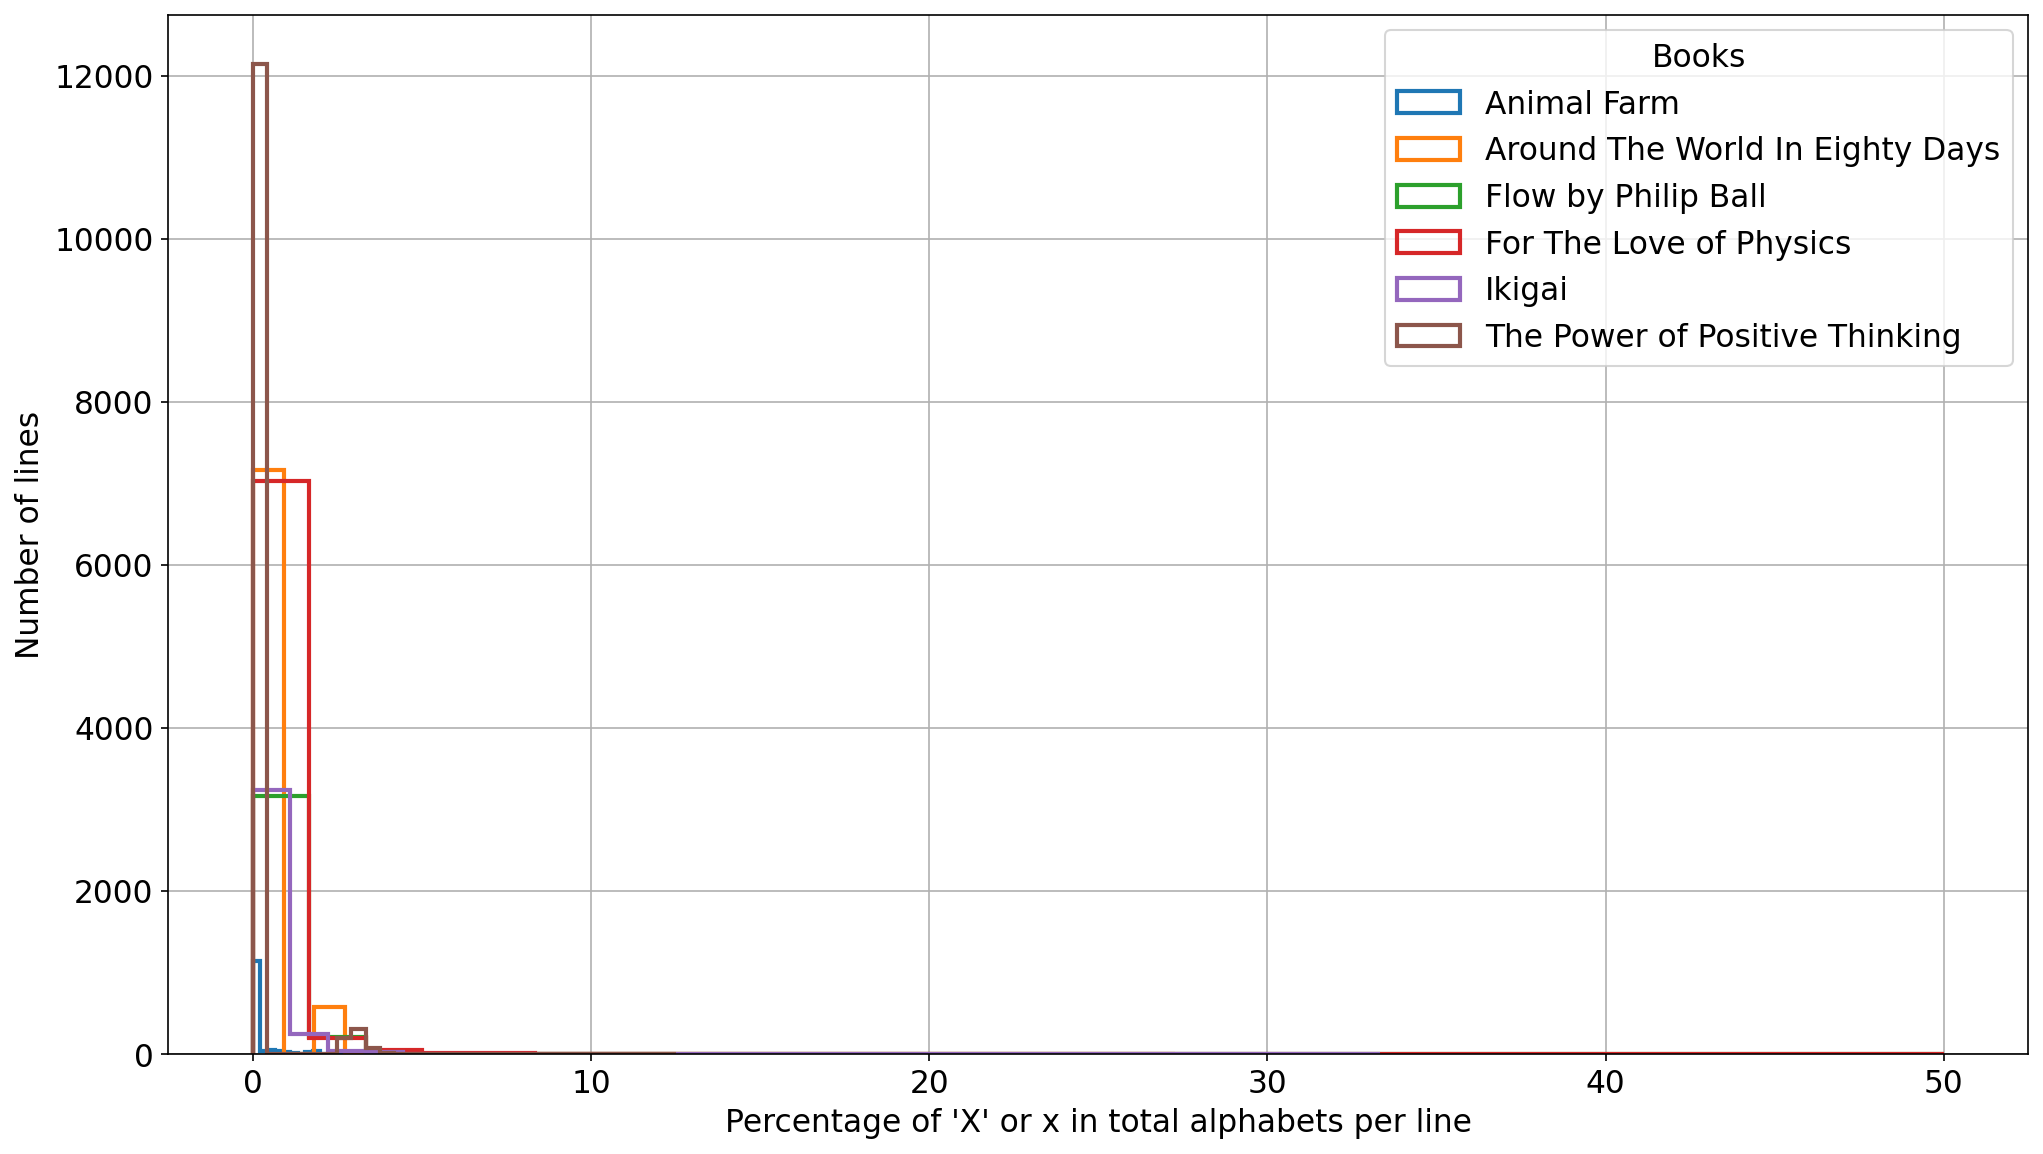 Books
Animal Farm
Around The World In Eighty Days
Flow by Philip Ball
For The Love of Physics
Ikigai
The Power of Positive Thinking
12000
10000
8000
6000
4000
2000
0
Number of lines
0 10 20 30 40 50
Percentage of 'X' or x in total alphabets per line